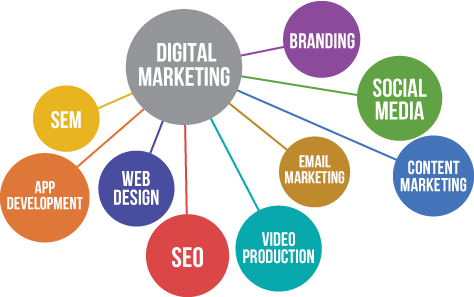 DIGITAL
MARKETING
BRANDING
SOCIAL
MEDIA
SEM
EMAIL
MARKETING
CONTENT
MARKETING
APP
DEVELOPMENT
WEB
DESIGN
SEO
VIDEO
PRODUCTION